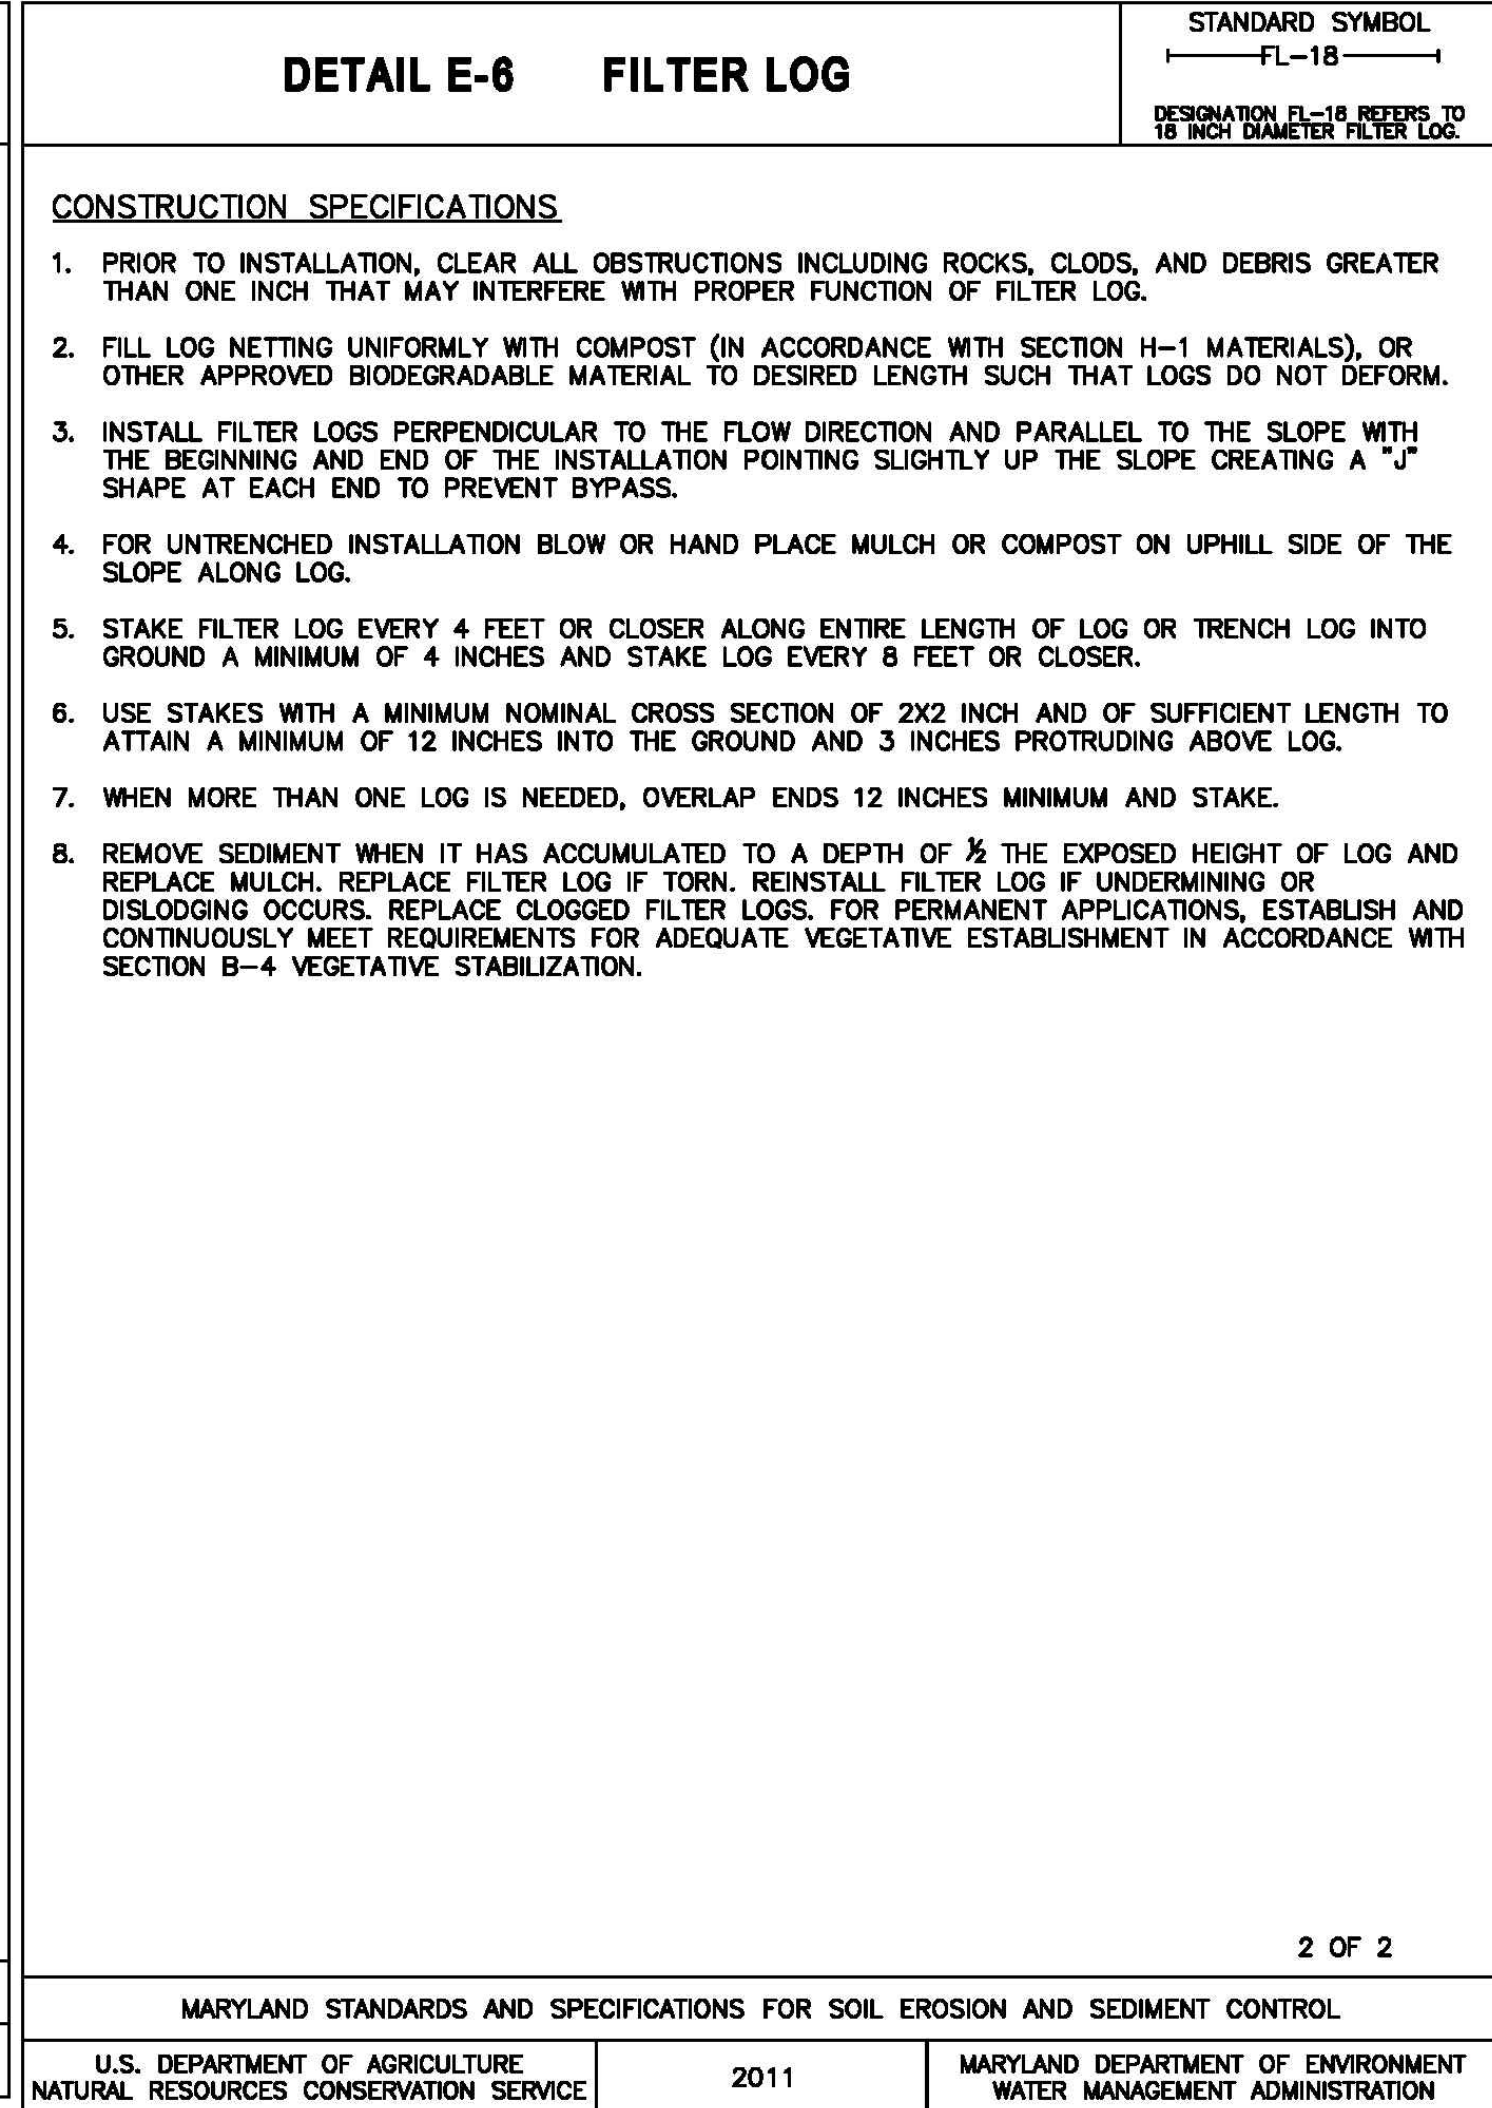 DETAIL E-6 FILTER LOG
STANDARD SYMBOL
FL-18
DESIGNATION FL-18 REFERS TO
18 INCH DIAMETER FILTER LOG.
CONSTRUCTION SPECIFICATIONS
1. PRIOR TO INSTALLATION, CLEAR ALL OBSTRUCTIONS INCLUDING ROCKS, CLODS, AND DEBRIS GREATER
THAN ONE INCH THAT MAY INTERFERE WITH PROPER FUNCTION OF FILTER LOG.
2. FILL LOG NETTING UNIFORMLY WITH COMPOST (IN ACCORDANCE WITH SECTION H-1 MATERIALS), OR
OTHER APPROVED BIODEGRADABLE MATERIAL TO DESIRED LENGTH SUCH THAT LOGS DO NOT DEFORM.
3. INSTALL FILTER LOGS PERPENDICULAR TO THE FLOW DIRECTION AND PARALLEL TO THE SLOPE WITH
THE BEGINNING AND END OF THE INSTALLATION POINTING SLIGHTLY UP THE SLOPE CREATING A "J"
SHAPE AT EACH END TO PREVENT BYPASS.
4. FOR UNTRENCHED INSTALLATION BLOW OR HAND PLACE MULCH OR COMPOST ON UPHILL SIDE OF THE
SLOPE ALONG LOG.
5. STAKE FILTER LOG EVERY 4 FEET OR CLOSER ALONG ENTIRE LENGTH OF LOG OR TRENCH LOG INTO
GROUND A MINIMUM OF 4 INCHES AND STAKE LOG EVERY 8 FEET OR CLOSER.
6. USE STAKES WITH A MINIMUM NOMINAL CROSS SECTION OF 2X2 INCH AND OF SUFFICIENT LENGTH TO
ATTAIN A MINIMUM OF 12 INCHES INTO THE GROUND AND 3 INCHES PROTRUDING ABOVE LOG.
7. WHEN MORE THAN ONE LOG IS NEEDED, OVERLAP ENDS 12 INCHES MINIMUM AND STAKE.
8. REMOVE SEDIMENT WHEN IT HAS ACCUMULATED TO A DEPTH OF ½ THE EXPOSED HEIGHT OF LOG AND
REPLACE MULCH. REPLACE FILTER LOG IF TORN. REINSTALL FILTER LOG IF UNDERMINING OR
DISLODGING OCCURS. REPLACE CLOGGED FILTER LOGS. FOR PERMANENT APPLICATIONS, ESTABLISH AND
CONTINUOUSLY MEET REQUIREMENTS FOR ADEQUATE VEGETATIVE ESTABLISHMENT IN ACCORDANCE WITH
SECTION B-4 VEGETATIVE STABILIZATION.
2 OF 2
MARYLAND STANDARDS AND SPECIFICATIONS FOR SOIL EROSION AND SEDIMENT CONTROL
U.S. DEPARTMENT OF AGRICULTURE
NATURAL RESOURCES CONSERVATION SERVICE
2011
MARYLAND DEPARTMENT OF ENVIRONMENT
WATER MANAGEMENT ADMINISTRATION